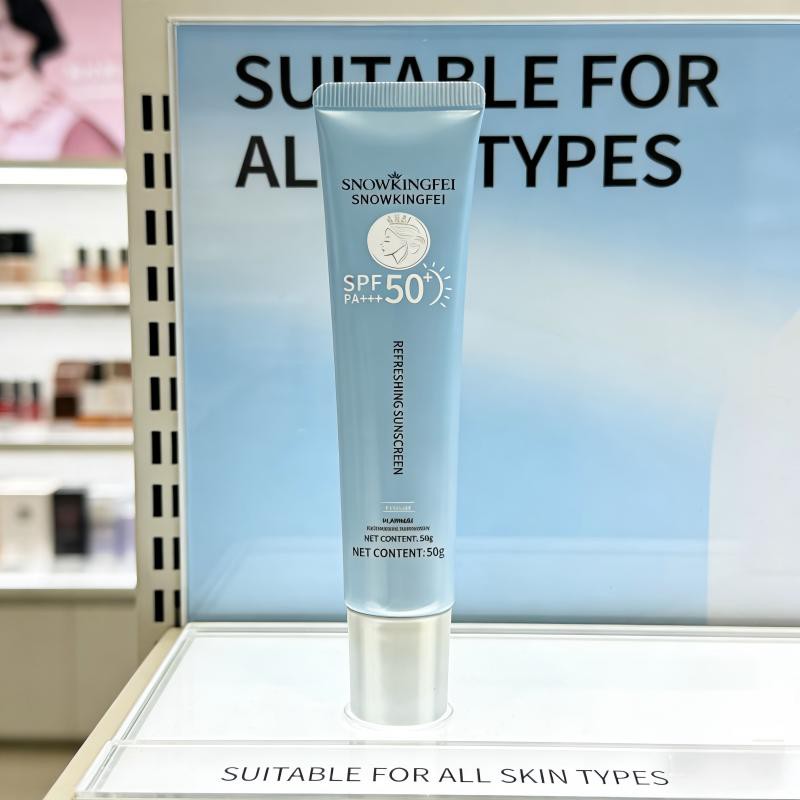 SUITABLE FOR
ALL TYPES
SNOWKINGFEI
SNOWKINGFEI
SPF 50+
PA+++
REFRESHING SUNSCREEN
NET CONTENT: 50g
NET CONTENT: 50g
SUITABLE FOR ALL SKIN TYPES